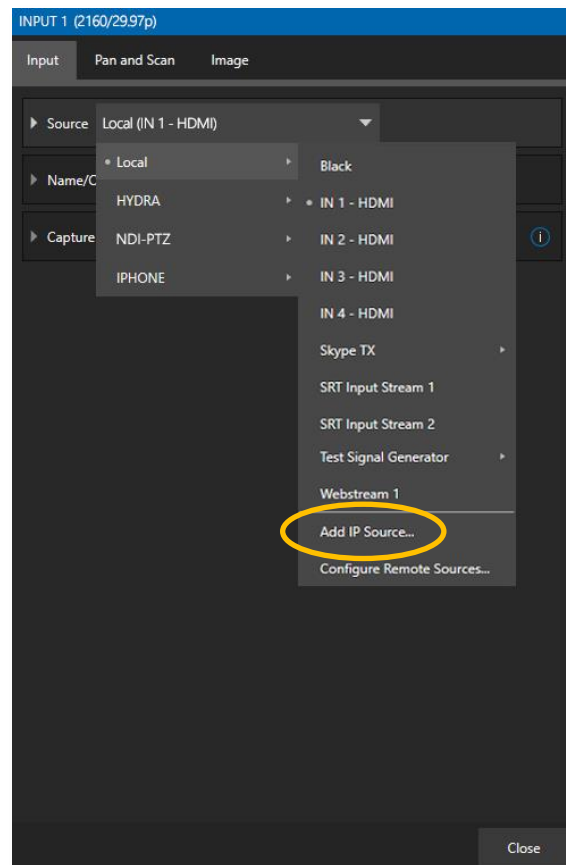 INPUT 1 (2160/29.97p)
Input Pan and Scan Image
Source Local (IN 1 - HDMI)
Local
Name/C
HYDRA
Capture
NDI-PTZ
IPHONE
Black
IN 1 - HDMI
IN 2 - HDMI
IN 3 - HDMI
IN 4 - HDMI
Skype TX
SRT Input Stream 1
SRT Input Stream 2
Test Signal Generator
Webstream 1
Add IP Source...
Configure Remote Sources...
Close